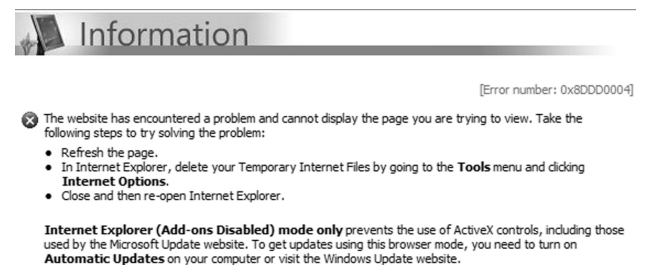 Information
[Error number: 0x8DDD0004]
The website has encountered a problem and cannot display the page you are trying to view. Take the
following steps to try solving the problem:
• Refresh the page.
• In Internet Explorer, delete your Temporary Internet Files by going to the Tools menu and clicking
Internet Options.
• Close and then re-open Internet Explorer.
Internet Explorer (Add-ons Disabled) mode only prevents the use of ActiveX controls, including those
used by the Microsoft Update website. To get updates using this browser mode, you need to turn on
Automatic Updates on your computer or visit the Windows Update website.